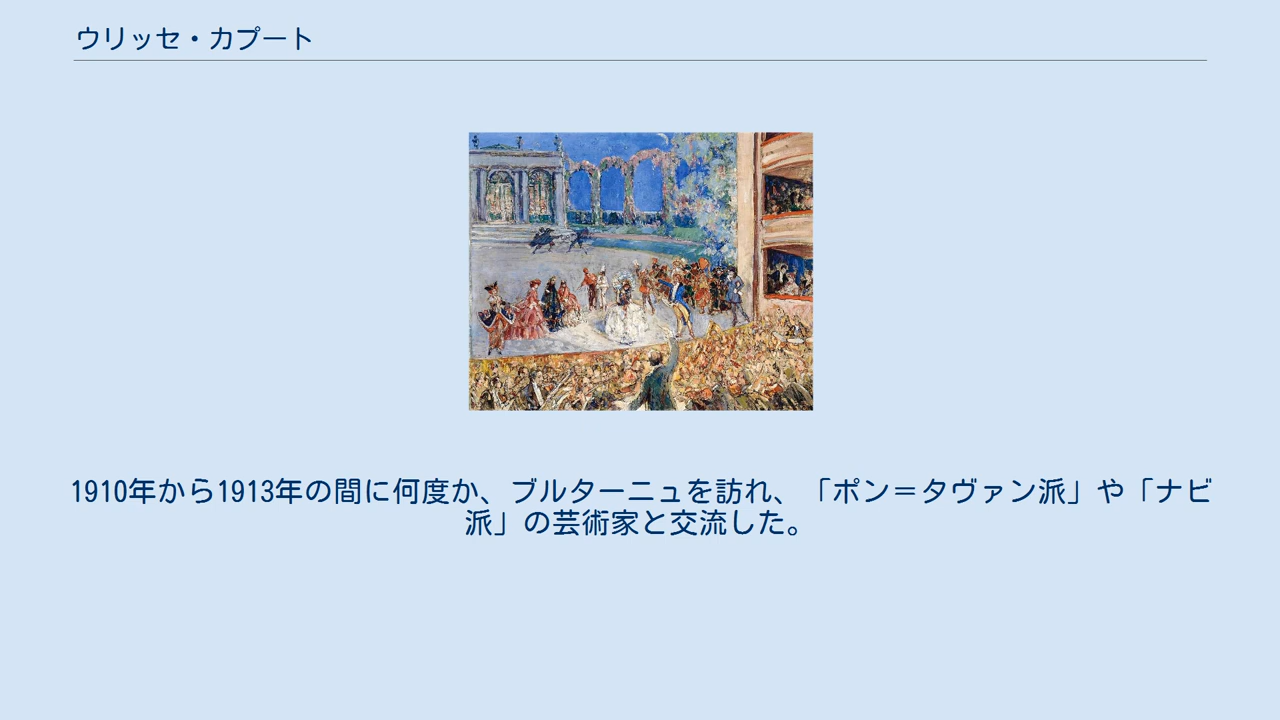 ウリッセ・カプート
1910年から1913年の間に何度か、ブルターニュを訪れ、「ポン＝タヴァン派」や「ナビ
派」の芸術家と交流した。